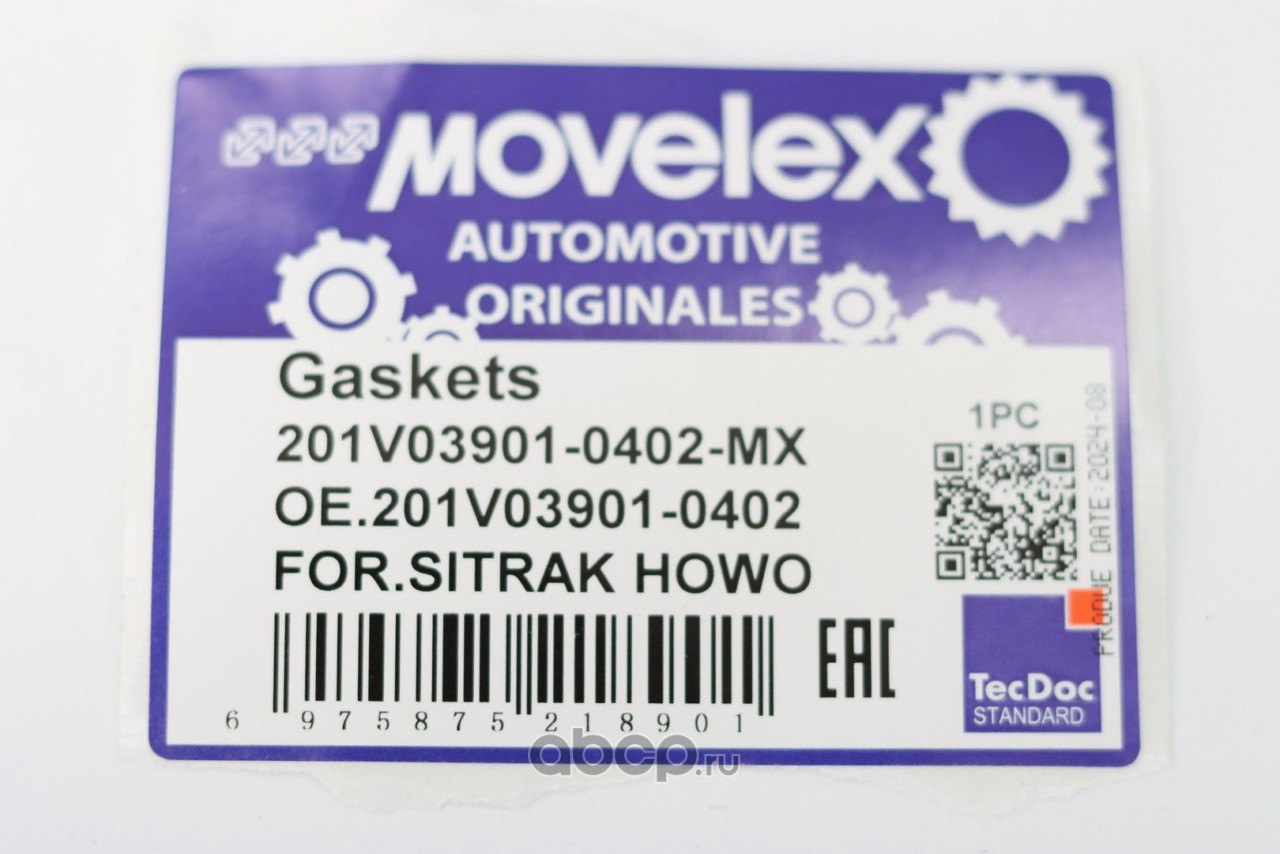 MOVELEX
AUTOMOTIVE
ORIGINALES
Gaskets
201V03901-0402-MX
OE.201V03901-0402
FOR.SITRAK HOWO
1PC
PRODUE DATE:2024-08
EAC
TecDoc
STANDARD
6 975875 218901
abcp.ru